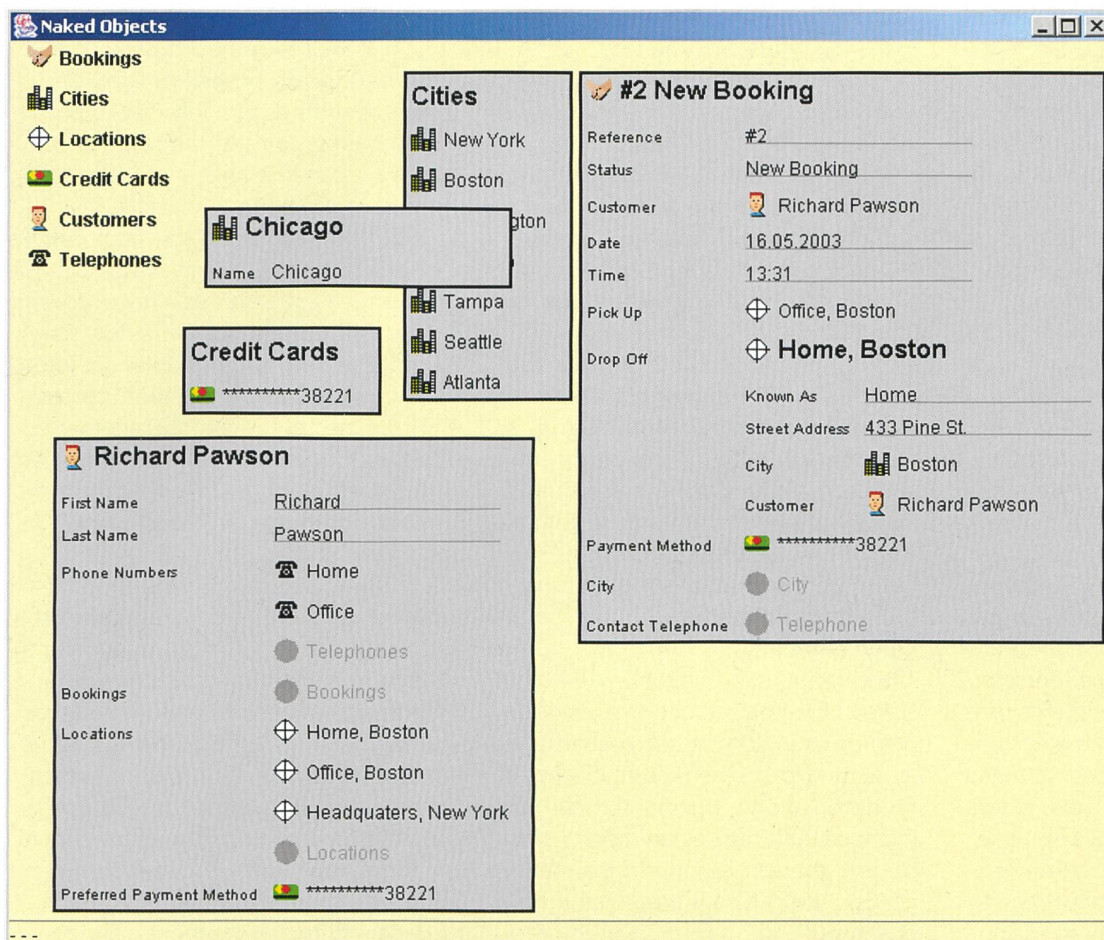 Naked Objects
Bookings
Cities
Locations
Credit Cards
Customers
Telephones
Cities
New York
Boston
Tampa
Seattle
Atlanta
Chicago
Name Chicago
Credit Cards
**********38221
Richard Pawson
First Name Richard
Last Name Pawson
Phone Numbers Home
Office
Telephones
Bookings Bookings
Locations Home, Boston
Office, Boston
Headquaters, New York
Locations
Preferred Payment Method **********38221
#2 New Booking
Reference #2
Status New Booking
Customer Richard Pawson
Date 16.05.2003
Time 13:31
Pick Up Office, Boston
Drop Off Home, Boston
Known As Home
Street Address 433 Pine St.
City Boston
Customer Richard Pawson
Payment Method **********38221
City City
Contact Telephone Telephone
---